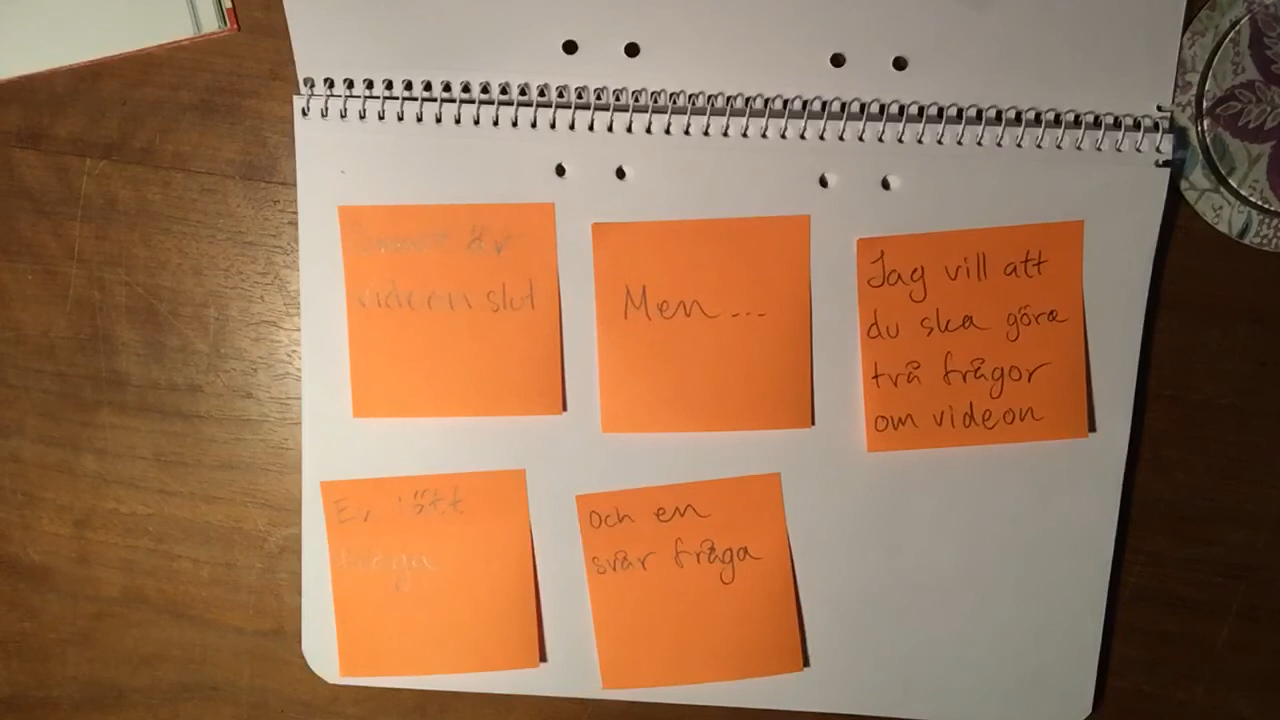 är
videon slut
Men...
Jag vill att
du ska göra
två frågor
om videon
En lätt
fråga
Och en
svår fråga